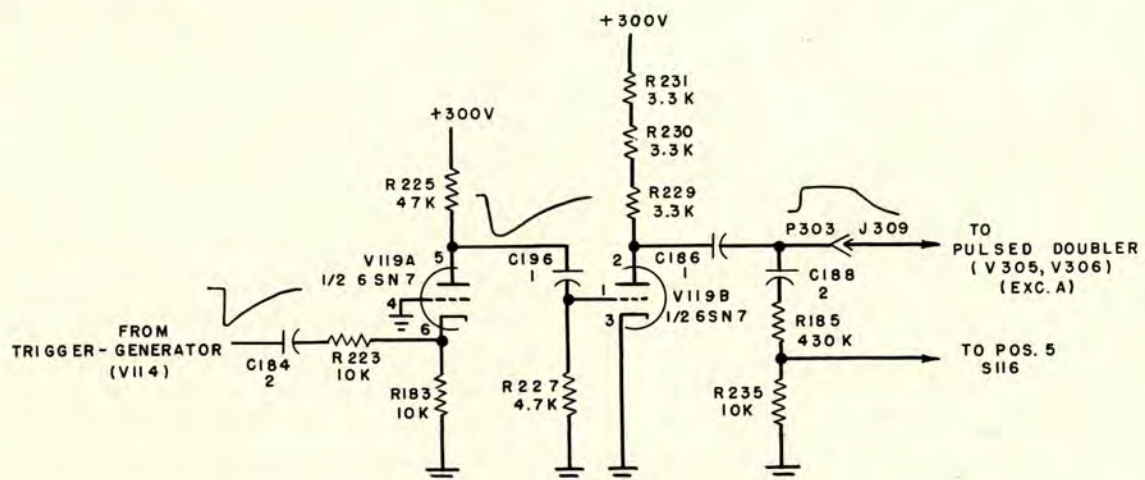 +300V
R231
3.3K
R230
3.3K
R229
3.3K
+300V
R225
47K
V119A
1/2 6SN7
5
4
6
C196
1
2
1
3
V119B
1/2 6SN7
C186
1
P303 J309
TO
PULSED DOUBLER
(V305, V306)
(EXC. A)
C188
2
R185
430K
TO POS. 5
S116
R235
10K
FROM
TRIGGER-GENERATOR
(V114)
C184
2
R223
10K
R183
10K
R227
4.7K